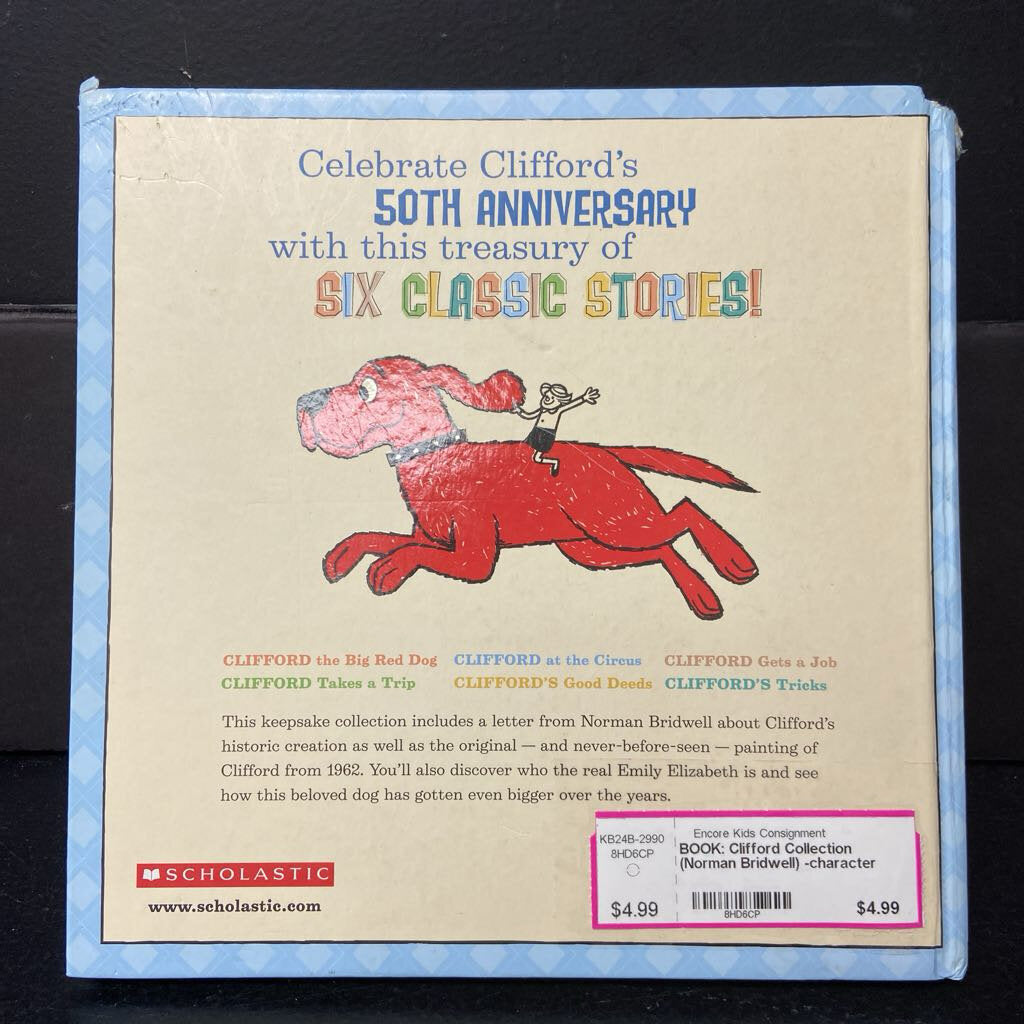 Celebrate Clifford's
50TH ANNIVERSARY
with this treasury of
SIX CLASSIC STORIES!
CLIFFORD the Big Red Dog CLIFFORD at the Circus CLIFFORD Gets a Job
CLIFFORD Takes a Trip CLIFFORD'S Good Deeds CLIFFORD'S Tricks
This keepsake collection includes a letter from Norman Bridwell about Clifford's
historic creation as well as the original — and never-before-seen — painting of
Clifford from 1962. You'll also discover who the real Emily Elizabeth is and see
how this beloved dog has gotten even bigger over the years.
SCHOLASTIC
www.scholastic.com
KB24B-2990
8HD6CP
$4.99
Encore Kids Consignment
BOOK: Clifford Collection
(Norman Bridwell) -character
8HD6CP
$4.99